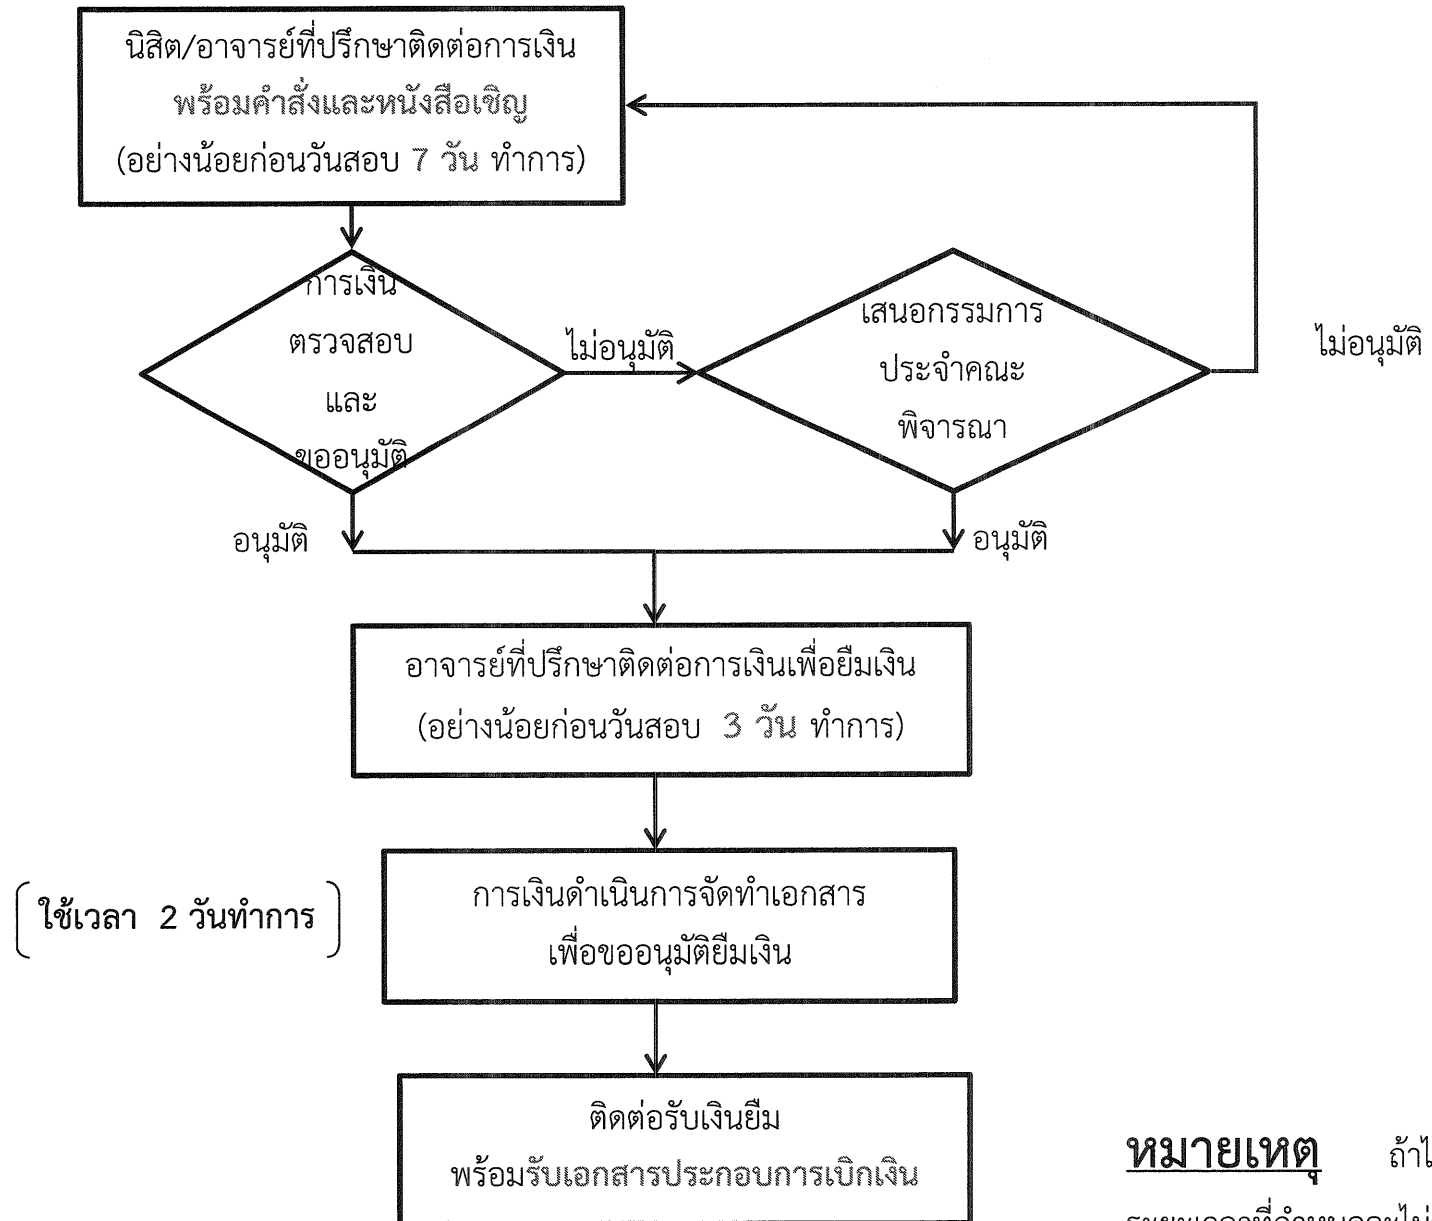 นิสิต/อาจารย์ที่ปรึกษาติดต่อการเงิน
พร้อมคำสั่งและหนังสือเชิญ
(อย่างน้อยก่อนวันสอบ 7 วัน ทำการ)
การเงิน
ตรวจสอบ
และ
ขออนุมัติ
ไม่อนุมัติ
เสนอกรรมการ
ประจำคณะ
พิจารณา
ไม่อนุมัติ
อนุมัติ
อนุมัติ
อาจารย์ที่ปรึกษาติดต่อการเงินเพื่อยืมเงิน
(อย่างน้อยก่อนวันสอบ 3 วัน ทำการ)
ใช้เวลา 2 วันทำการ
การเงินดำเนินการจัดทำเอกสาร
เพื่อขออนุมัติยืมเงิน
ติดต่อรับเงินยืม
พร้อมรับเอกสารประกอบการเบิกเงิน
หมายเหตุ ถ้าไ